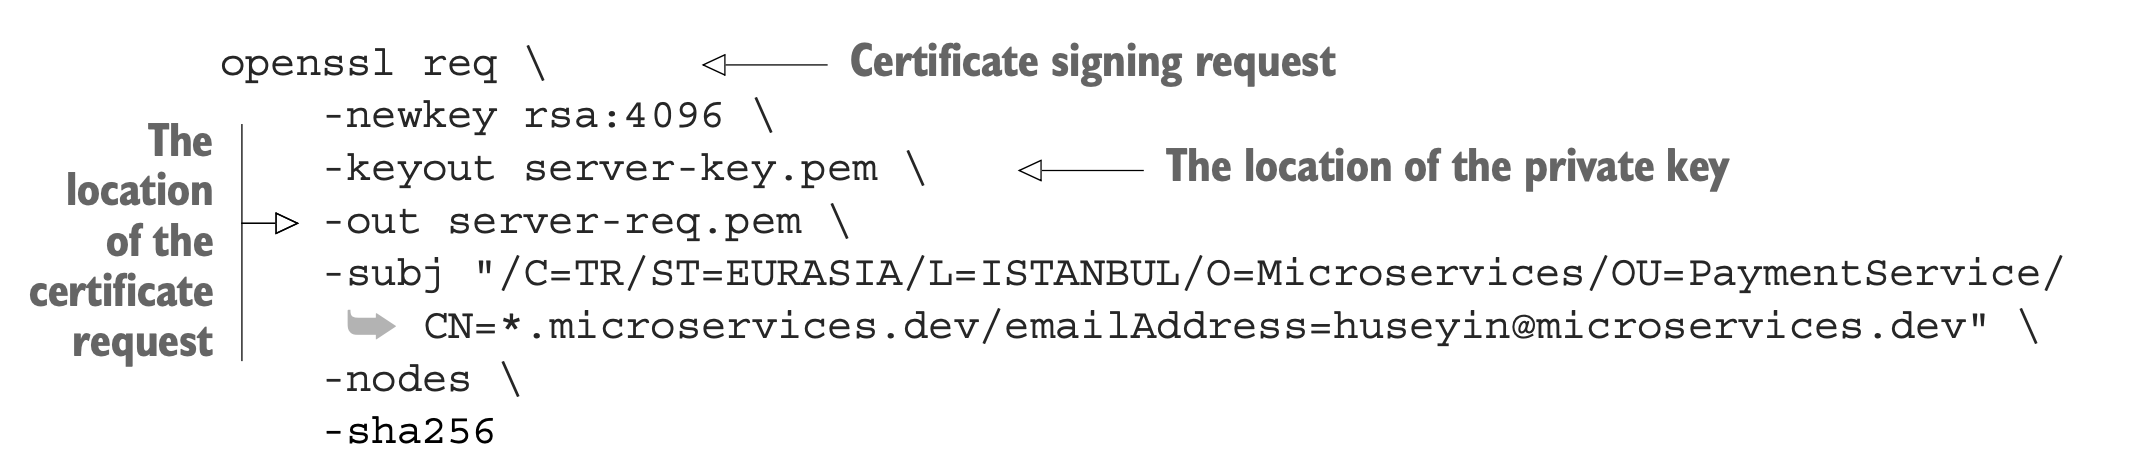 openssl req \
Certificate signing request
-newkey rsa:4096 \
-keyout server-key.pem \
The location of the private key
The
location
of the
certificate
request
-out server-req.pem \
-subj "/C=TR/ST=EURASIA/L=ISTANBUL/O=Microservices/OU=PaymentService/
CN=*.microservices.dev/emailAddress=huseyin@microservices.dev" \
-nodes \
-sha256